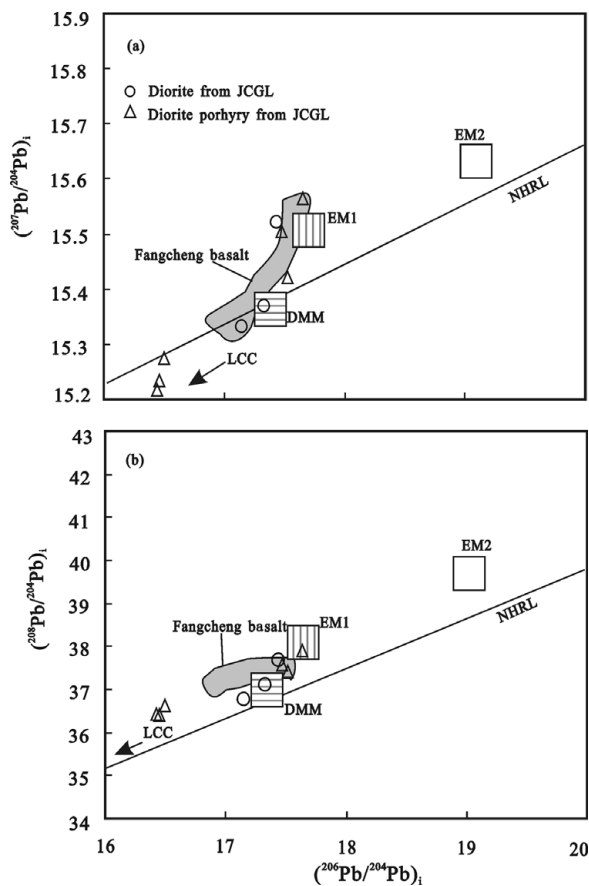 15.9
(a)
15.8
Diorite from JCGL
Diorite porhyry from JCGL
15.7
EM2
(²⁰⁷Pb/²⁰⁴Pb)ᵢ
15.6
NHRL
EM1
15.5
Fangcheng basalt
15.4
DMM
15.3
LCC
15.2
43
(b)
42
41
EM2
40
(²⁰⁸Pb/²⁰⁴Pb)ᵢ
39
NHRL
Fangcheng basalt
EM1
38
37
DMM
36
LCC
35
34
16 17 18 19 20
(²⁰⁶Pb/²⁰⁴Pb)ᵢ